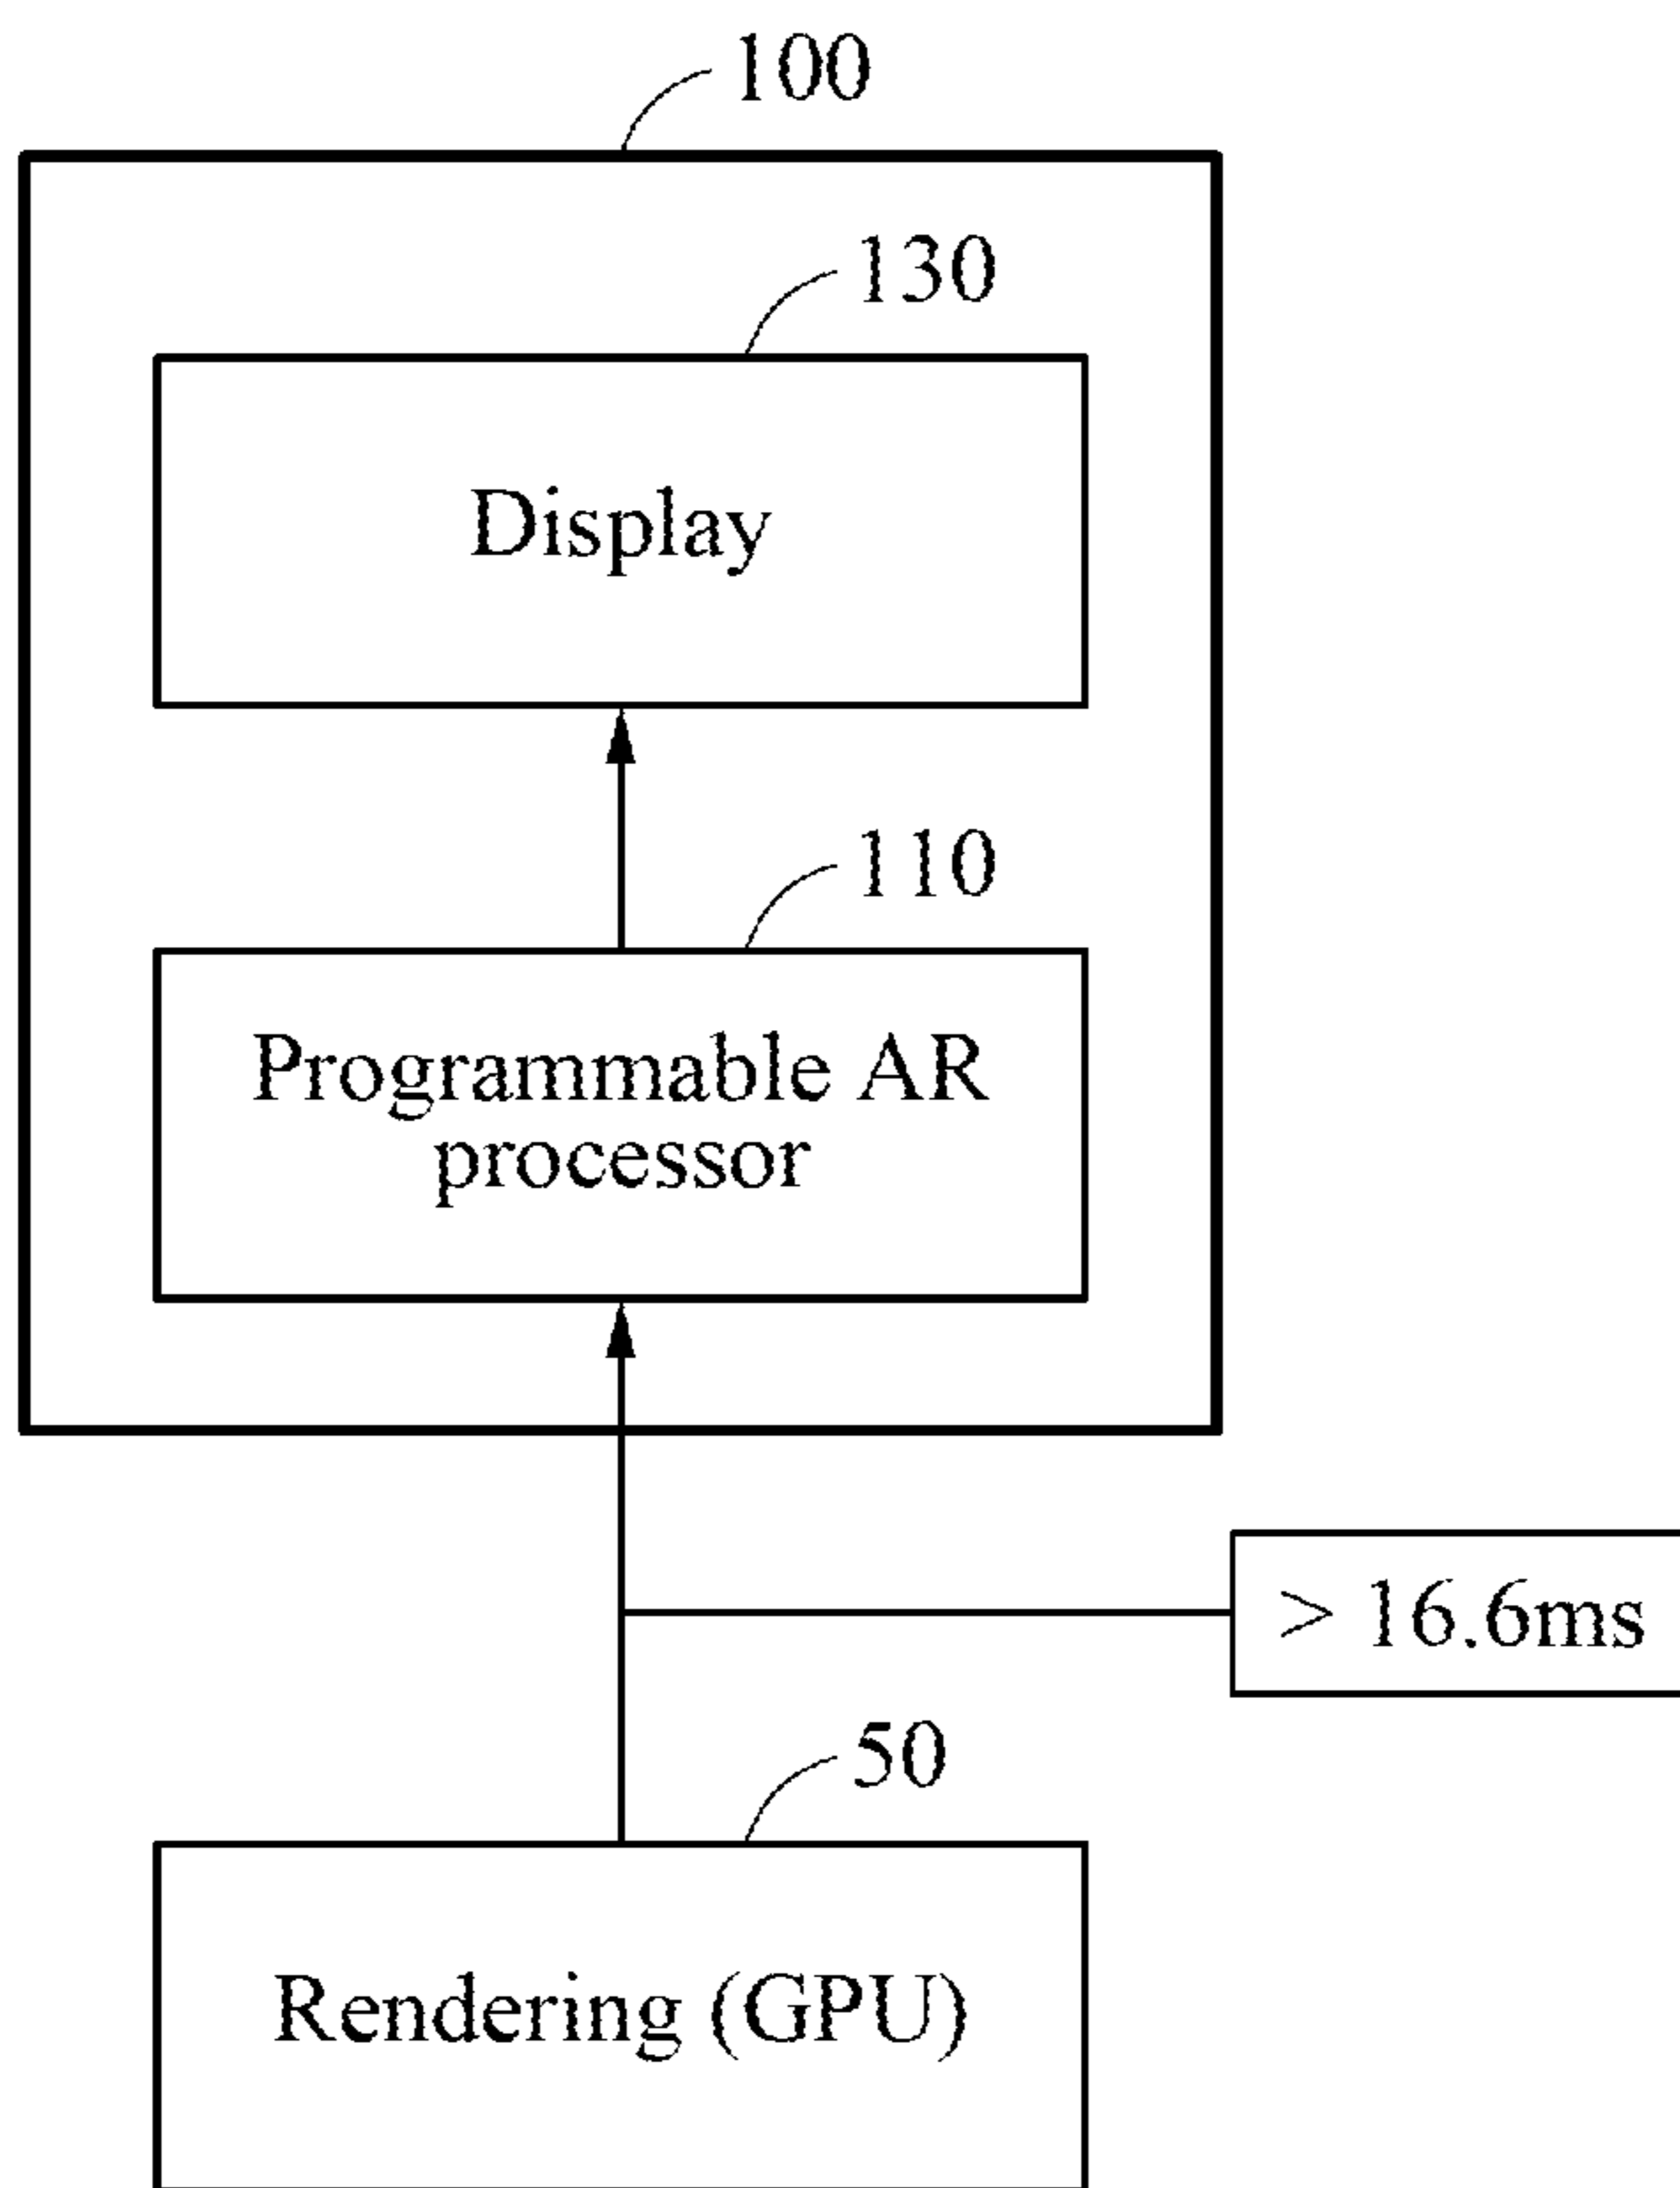 100
130
Display
110
Programmable AR
processor
> 16.6ms
50
Rendering (GPU)